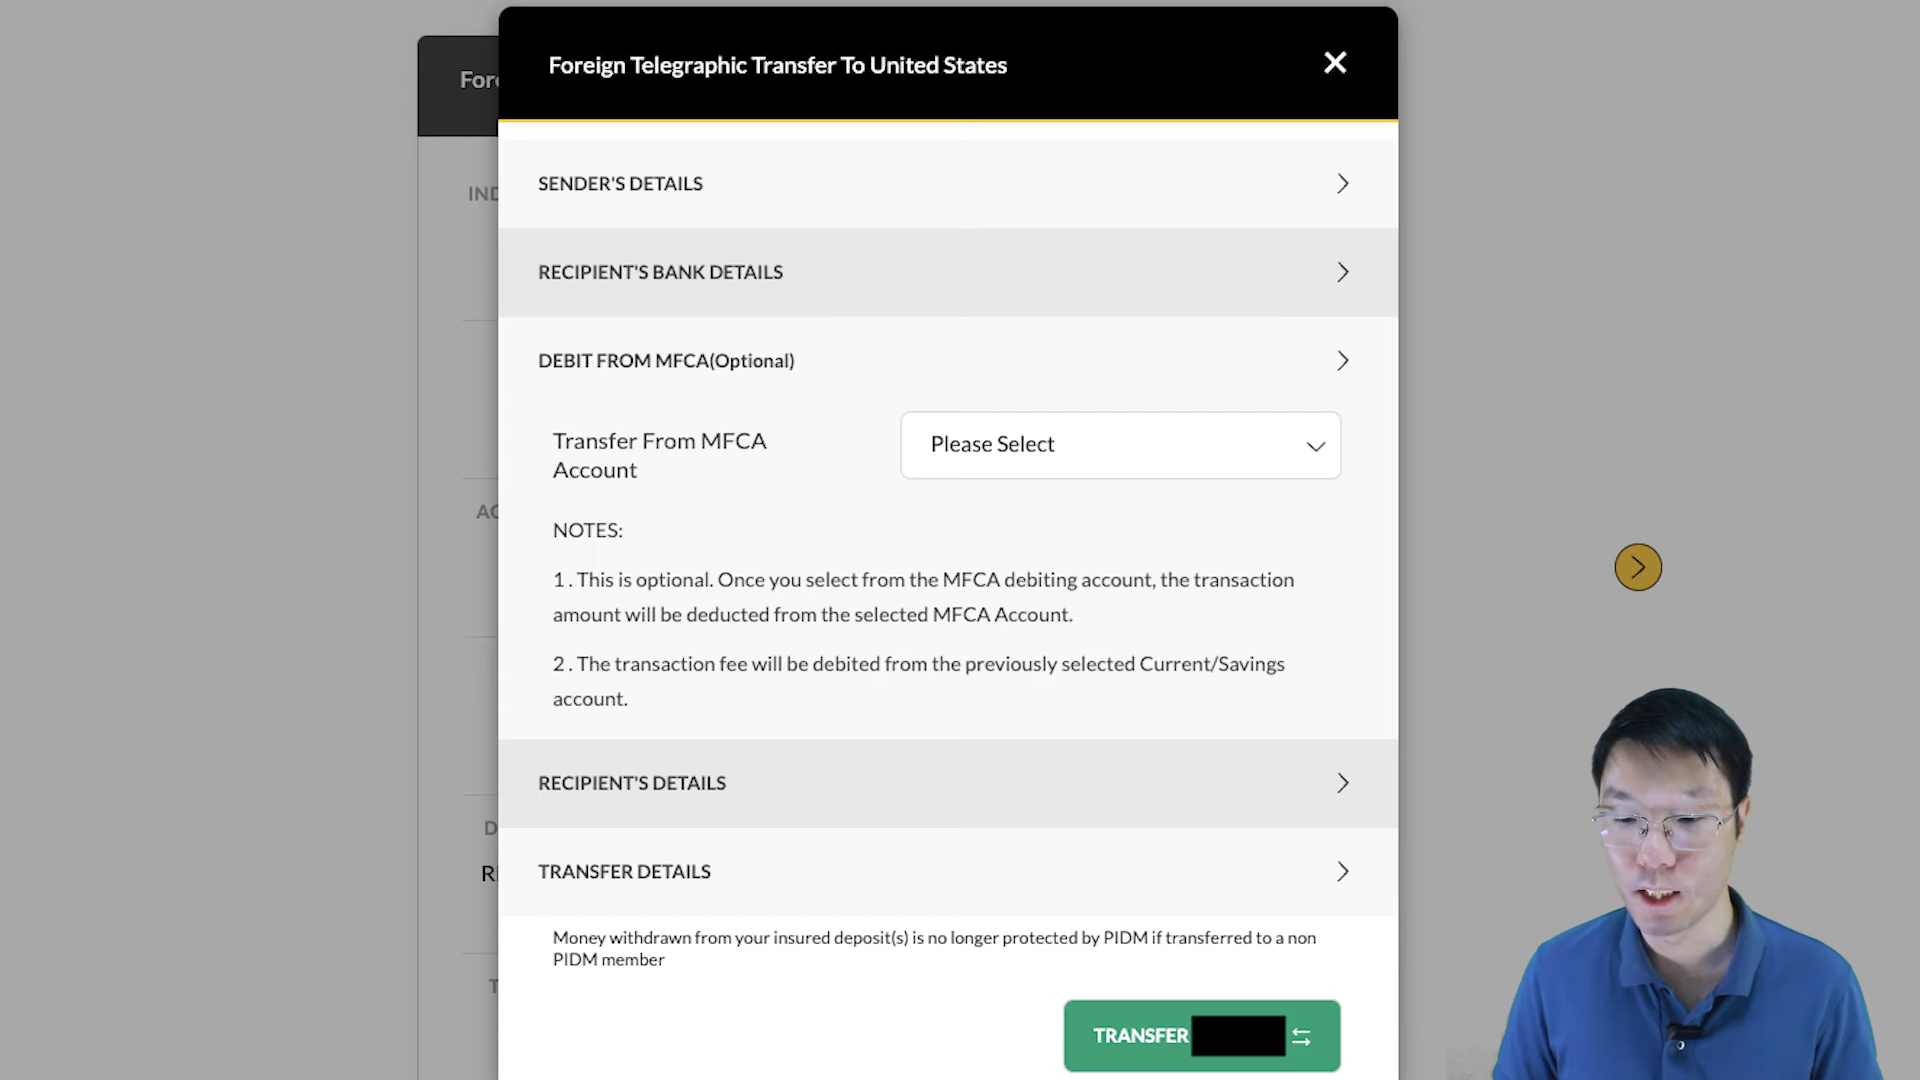 Fore
Foreign Telegraphic Transfer To United States
IND
SENDER'S DETAILS
RECIPIENT'S BANK DETAILS
DEBIT FROM MFCA(Optional)
Transfer From MFCA
Account
Please Select
AC
NOTES:
1 . This is optional. Once you select from the MFCA debiting account, the transaction
amount will be deducted from the selected MFCA Account.
2 . The transaction fee will be debited from the previously selected Current/Savings
account.
RECIPIENT'S DETAILS
D
TRANSFER DETAILS
Money withdrawn from your insured deposit(s) is no longer protected by PIDM if transferred to a non
PIDM member
TRANSFER